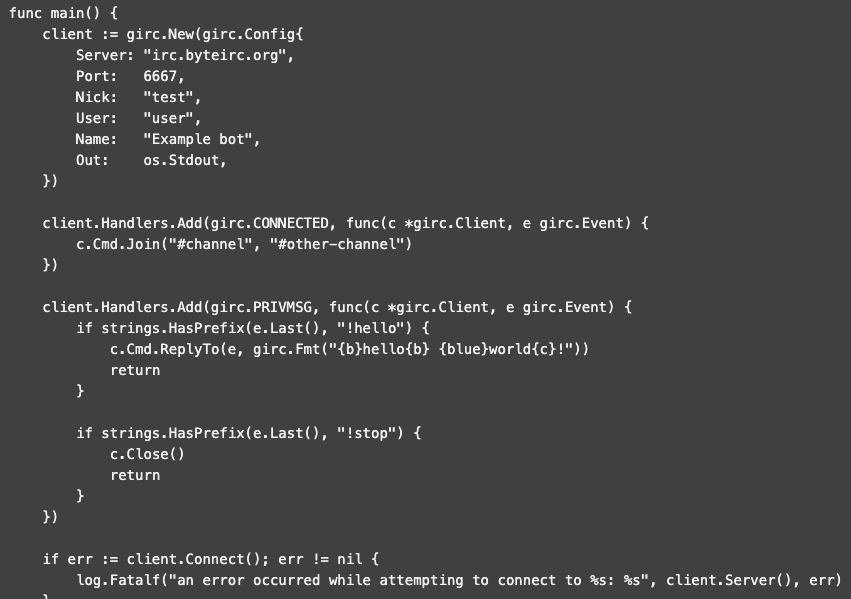 func main() {
    client := girc.New(girc.Config{
        Server: "irc.byteirc.org",
        Port:   6667,
        Nick:   "test",
        User:   "user",
        Name:   "Example bot",
        Out:    os.Stdout,
    })

    client.Handlers.Add(girc.CONNECTED, func(c *girc.Client, e girc.Event) {
        c.Cmd.Join("#channel", "#other-channel")
    })

    client.Handlers.Add(girc.PRIVMSG, func(c *girc.Client, e girc.Event) {
        if strings.HasPrefix(e.Last(), "!hello") {
            c.Cmd.ReplyTo(e, girc.Fmt("{b}hello{b} {blue}world{c}!"))
            return
        }

        if strings.HasPrefix(e.Last(), "!stop") {
            c.Close()
            return
        }
    })

    if err := client.Connect(); err != nil {
        log.Fatalf("an error occurred while attempting to connect to %s: %s", client.Server(), err)
    }